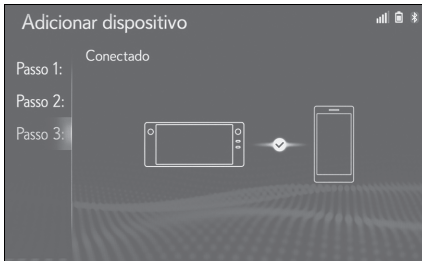 Adicionar dispositivo
Conectado
Passo 1:
Passo 2:
Passo 3: